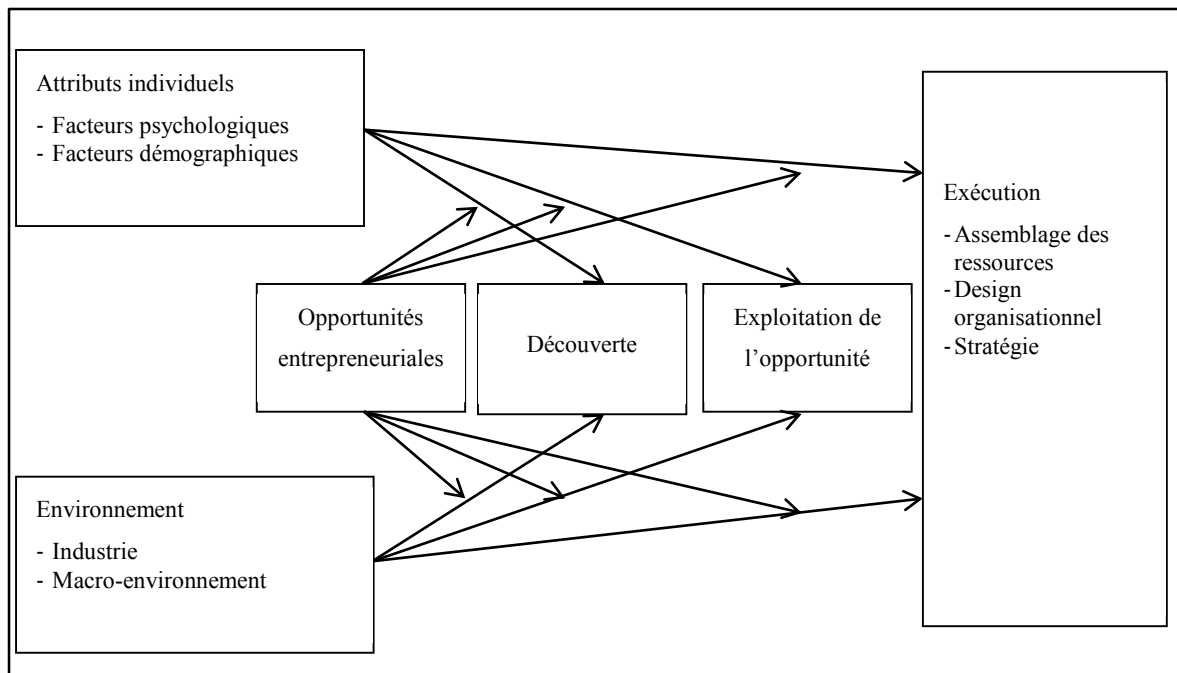 Attributs individuels
- Facteurs psychologiques
- Facteurs démographiques
Opportunités
entrepreneuriales
Découverte
Exploitation de
l’opportunité
Exécution
- Assemblage des
ressources
- Design
organisationnel
- Stratégie
Environnement
- Industrie
- Macro-environnement